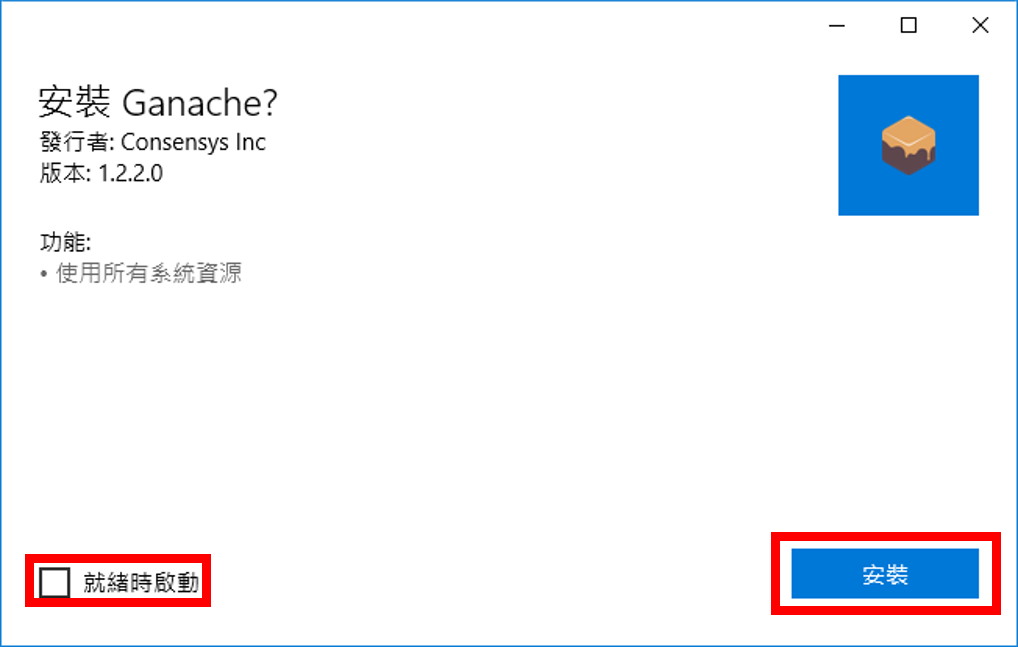 安裝 Ganache?
發行者: Consensys Inc
版本: 1.2.2.0
功能:
• 使用所有系統資源
就緒時啟動
安裝